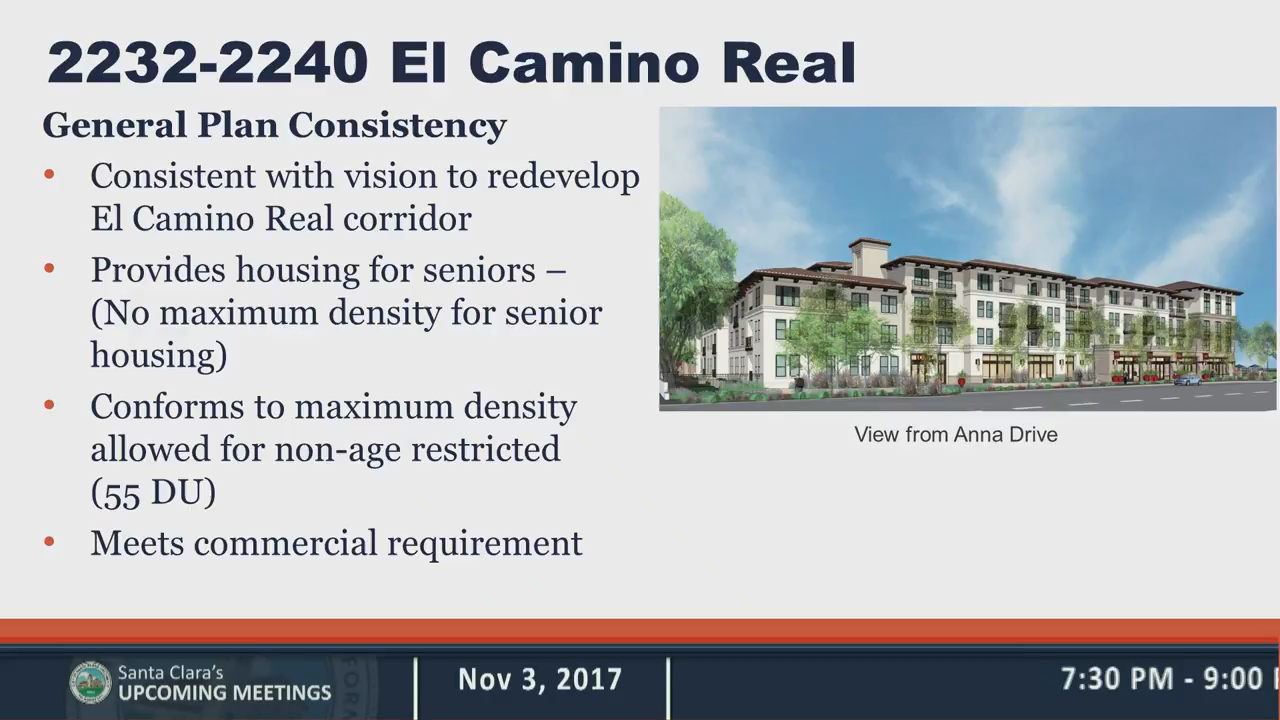 2232-2240 El Camino Real
General Plan Consistency
• Consistent with vision to redevelop
El Camino Real corridor
• Provides housing for seniors –
(No maximum density for senior
housing)
• Conforms to maximum density
allowed for non-age restricted
(55 DU)
• Meets commercial requirement
View from Anna Drive
Santa Clara's
UPCOMING MEETINGS
Nov 3, 2017
7:30 PM - 9:00